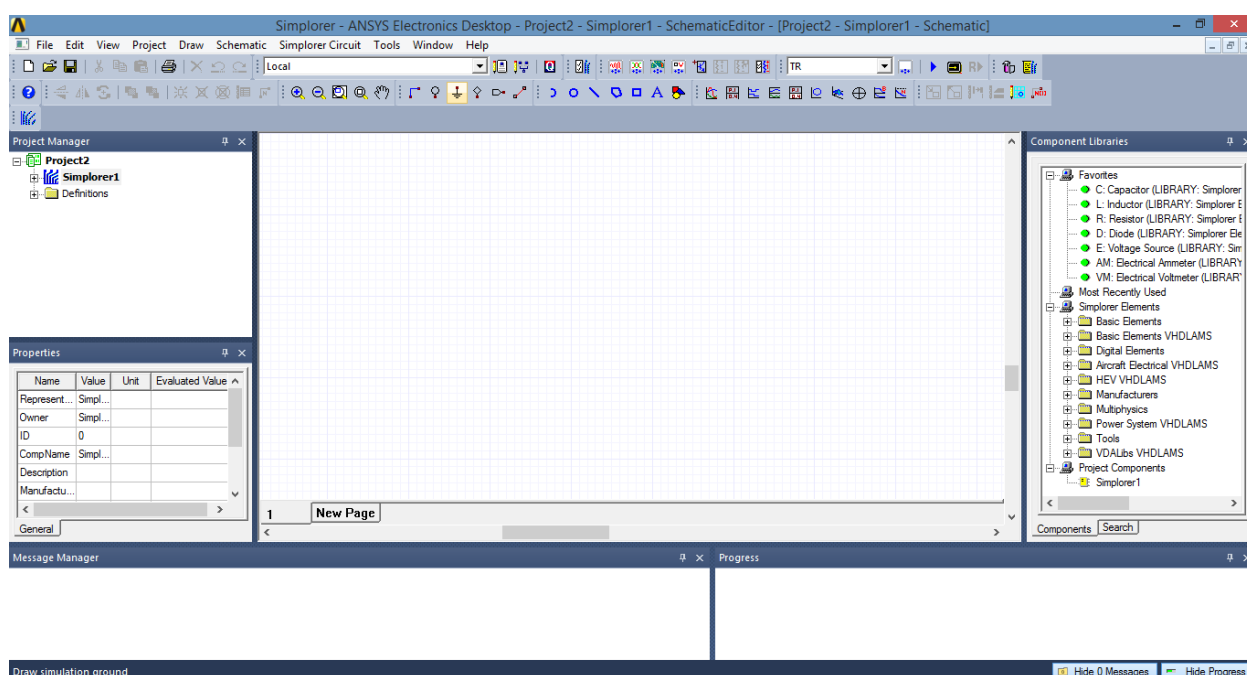 Simplorer - ANSYS Electronics Desktop - Project2 - Simplorer1 - SchematicEditor - [Project2 - Simplorer1 - Schematic]
File Edit View Project Draw Schematic Simplorer Circuit Tools Window Help
Local
TR
Project Manager
Project2
Simplorer1
Definitions
Properties
Name Value Unit Evaluated Value
Represent... Simpl...
Owner Simpl...
ID 0
CompName Simpl...
Description
Manufactu...
General
1 New Page
Component Libraries
Favorites
C: Capacitor (LIBRARY: Simplorer
L: Inductor (LIBRARY: Simplorer E
R: Resistor (LIBRARY: Simplorer E
D: Diode (LIBRARY: Simplorer Ele
E: Voltage Source (LIBRARY: Sim
AM: Electrical Ammeter (LIBRARY
VM: Electrical Voltmeter (LIBRAR
Most Recently Used
Simplorer Elements
Basic Elements
Basic Elements VHDLAMS
Digital Elements
Aircraft Electrical VHDLAMS
HEV VHDLAMS
Manufacturers
Multiphysics
Power System VHDLAMS
Tools
VDALibs VHDLAMS
Project Components
Simplorer1
Components Search
Message Manager
Progress
Draw simulation ground
Hide 0 Messages Hide Progress